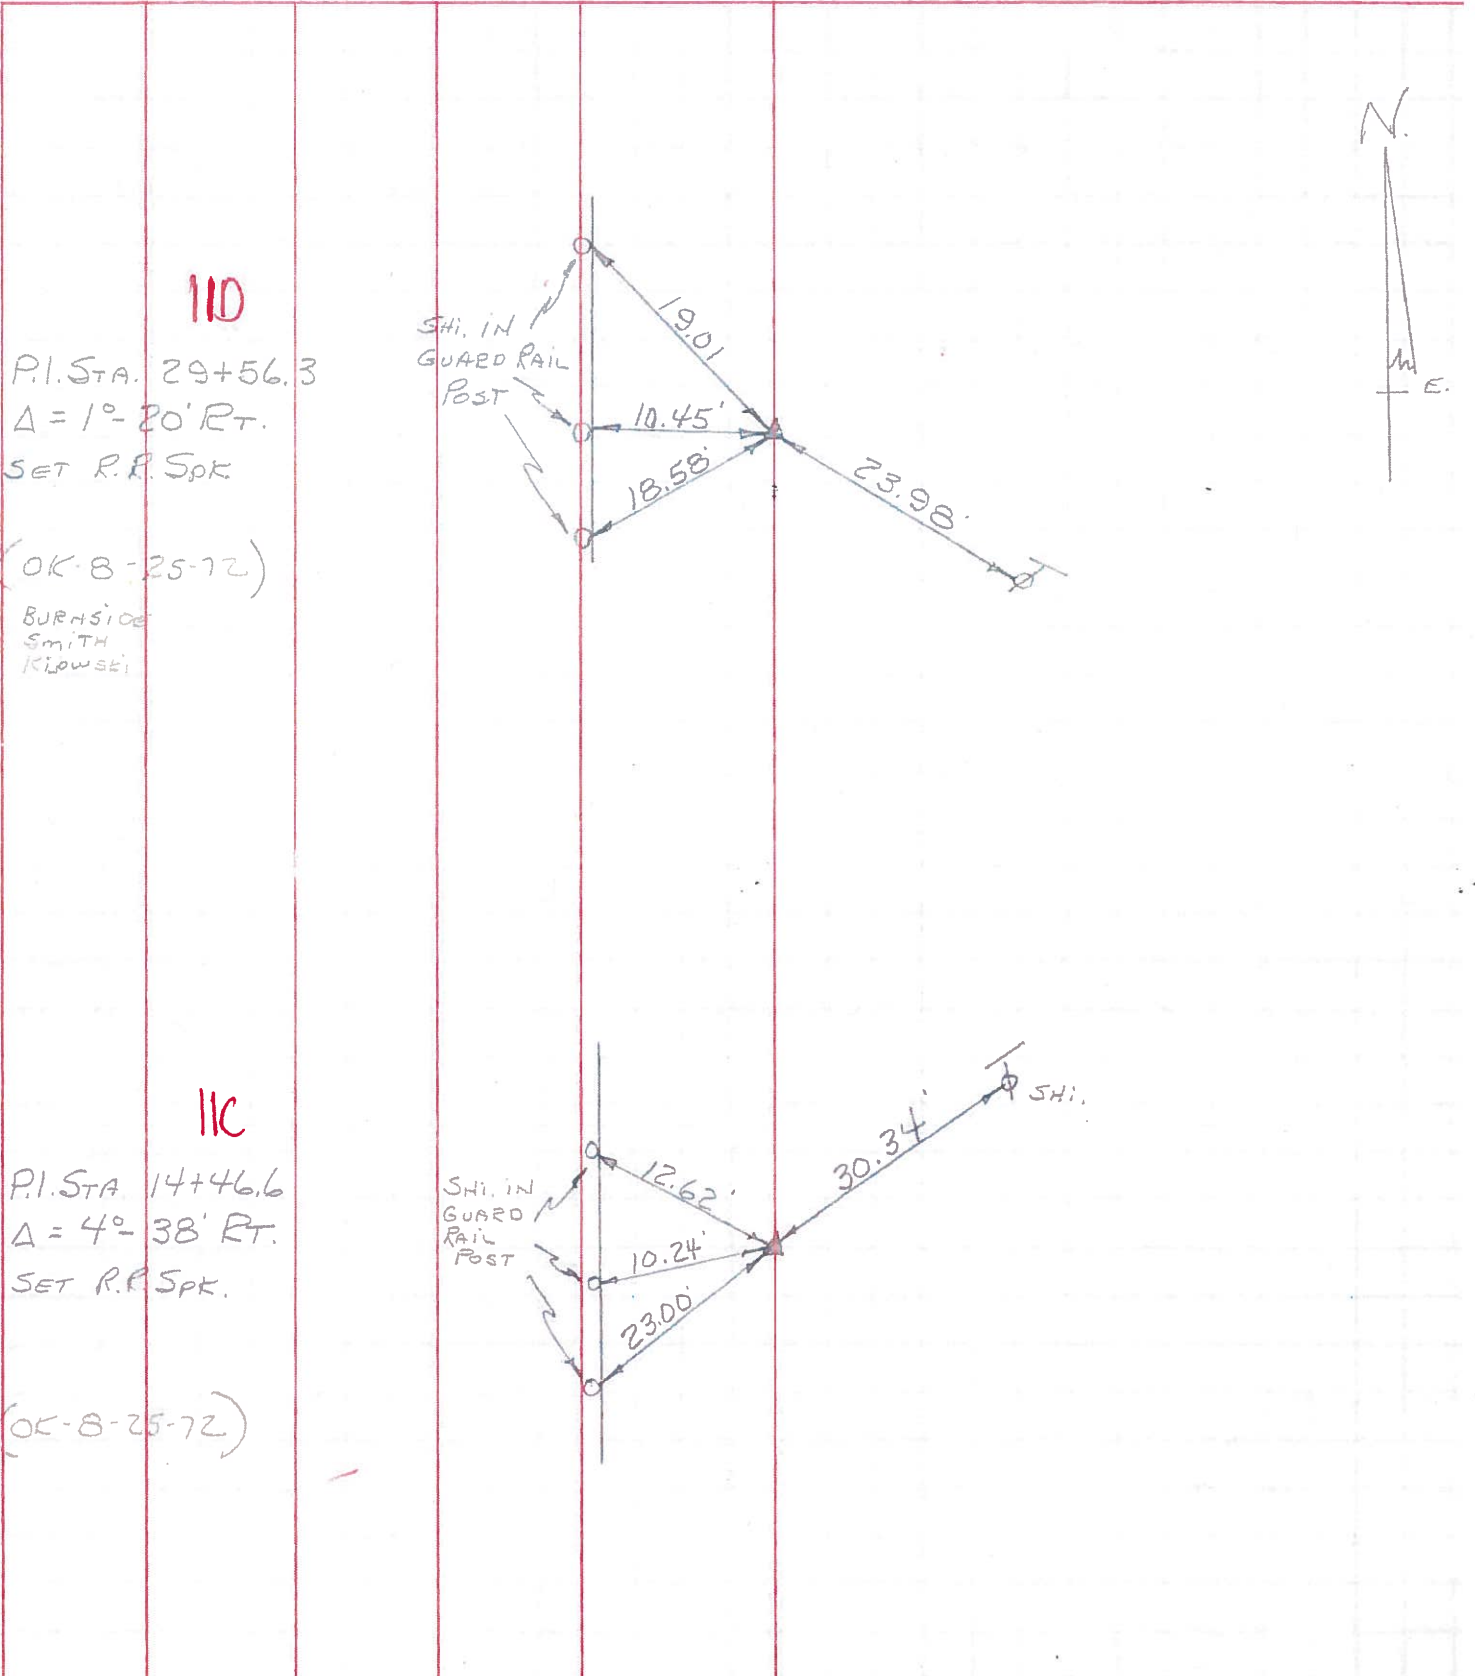 N.
E.
11D
P.I. STA. 29+56.3
Δ = 1°-20' RT.
SET R.R. SPK
(OK-8-25-72)
BURNSIDE
SMITH
SHI. IN
GUARD RAIL
POST
19.01
10.45'
18.58'
23.98'
11C
P.I. STA 14+46.6
Δ = 4°-38' RT.
SET R.R. SPK.
(OK-8-25-72)
SHI. IN
GUARD
RAIL
POST
12.62'
10.24'
23.00'
30.34'
SHI.